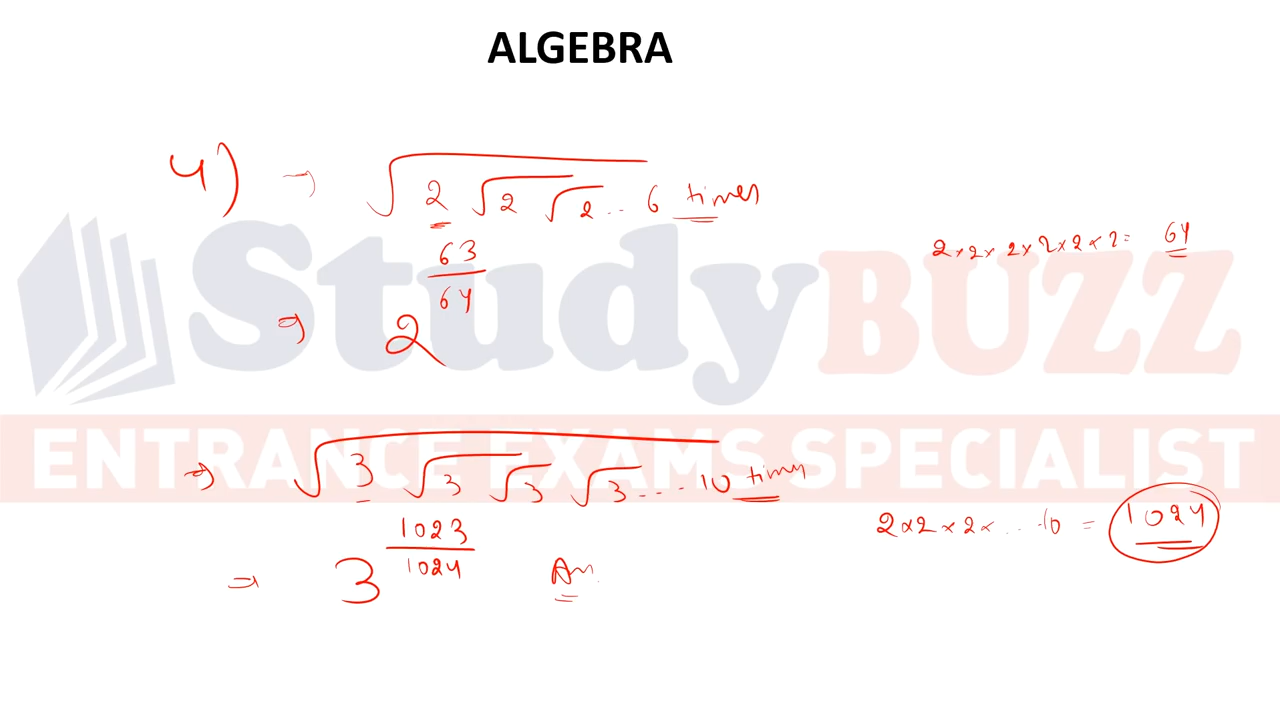 ALGEBRA
4) → √2 √2 √2 .. 6 times
2 × 2 × 2 × 2 × 2 × 2 = 64
⇒ 2^(63/64)
StudyBUZZ
ENTRANCE EXAMS SPECIALIST
⇒ √3 √3 √3 √3 .... 10 times
2 × 2 × 2 × ... 10 = 1024
⇒ 3^(1023/1024) Ans.